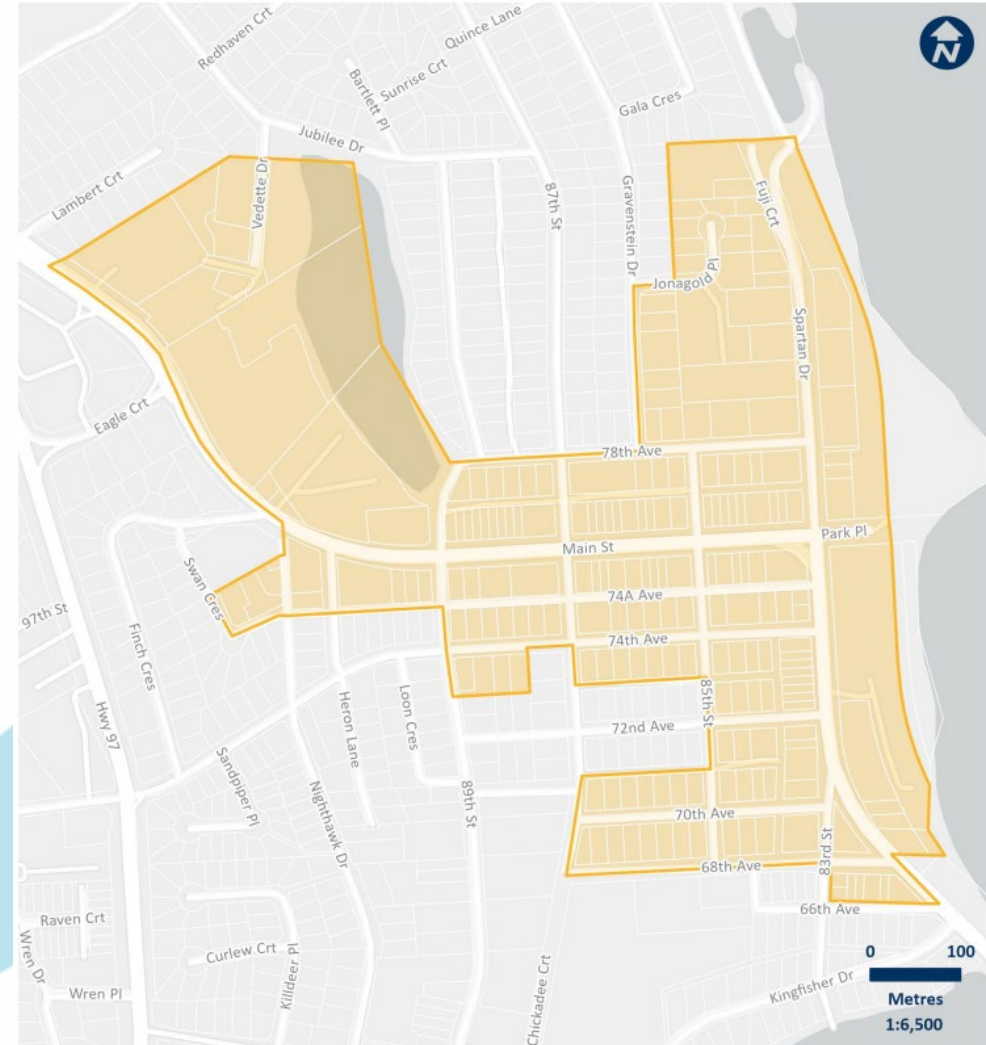 Redhaven Crt
Quince Lane
Sunrise Crt
Bartlett Pl
N
Gala Cres
Jubilee Dr
Lambert Crt
Vedette Dr
87th St
Gravenstein Dr
Fuji Crt
Jonagold Pl
Spartan Dr
Eagle Crt
78th Ave
Park Pl
Main St
Swan Cres
74A Ave
97th St
Finch Cres
74th Ave
Hwy 97
Heron Lane
Loon Cres
85th St
72nd Ave
Sandpiper Pl
Nighthawk Dr
89th St
70th Ave
83rd St
68th Ave
66th Ave
Raven Crt
Wren Dr
Curlew Crt
Killdeer Pl
Chickadee Crt
Kingfisher Dr
Wren Pl
0 100
Metres
1:6,500